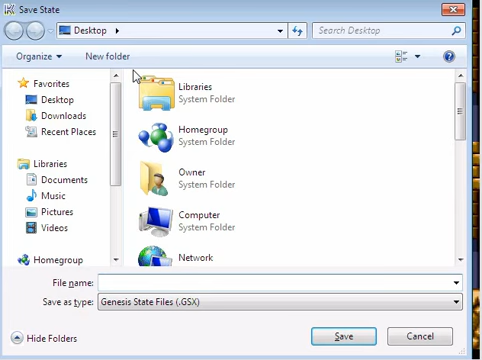 Save State
Desktop
Search Desktop
Organize
New folder
Favorites
Desktop
Downloads
Recent Places
Libraries
Documents
Music
Pictures
Videos
Homegroup
Libraries
System Folder
Homegroup
System Folder
Owner
System Folder
Computer
System Folder
Network
File name:
Save as type: Genesis State Files (.GSX)
Hide Folders
Save
Cancel